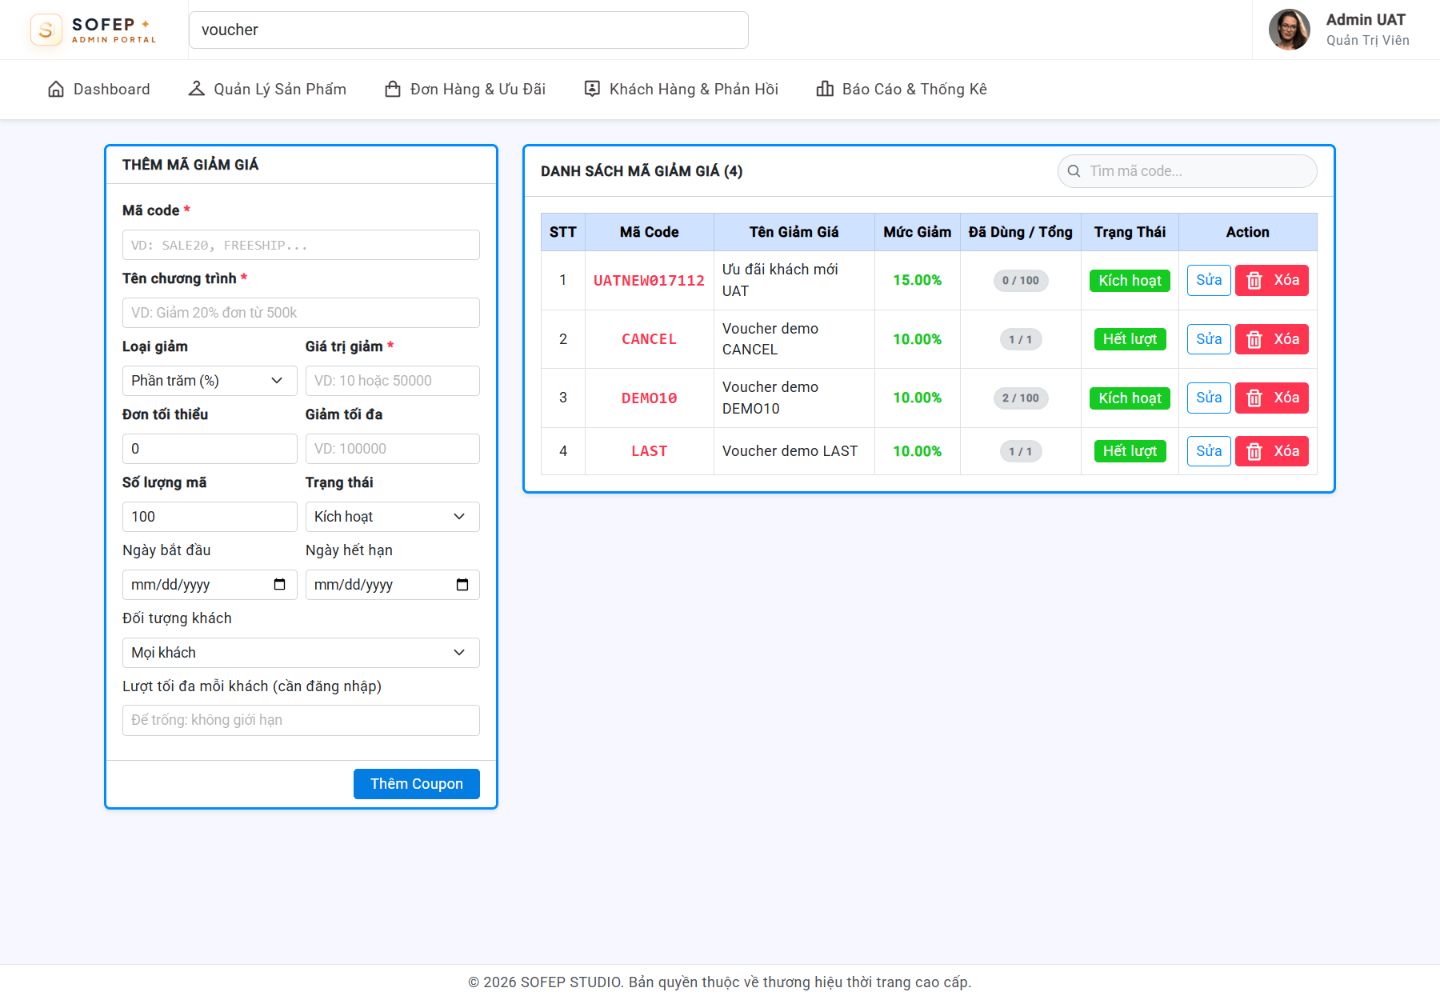 SOFEP
ADMIN PORTAL
voucher
Admin UAT
Quản Trị Viên
Dashboard
Quản Lý Sản Phẩm
Đơn Hàng & Ưu Đãi
Khách Hàng & Phản Hồi
Báo Cáo & Thống Kê
THÊM MÃ GIẢM GIÁ
Mã code *
VD: SALE20, FREESHIP...
Tên chương trình *
VD: Giảm 20% đơn từ 500k
Loại giảm
Giá trị giảm *
Phần trăm (%)
VD: 10 hoặc 50000
Đơn tối thiểu
Giảm tối đa
0
VD: 100000
Số lượng mã
Trạng thái
100
Kích hoạt
Ngày bắt đầu
Ngày hết hạn
mm/dd/yyyy
mm/dd/yyyy
Đối tượng khách
Mọi khách
Lượt tối đa mỗi khách (cần đăng nhập)
Để trống: không giới hạn
Thêm Coupon
DANH SÁCH MÃ GIẢM GIÁ (4)
Tìm mã code...
STT Mã Code Tên Giảm Giá Mức Giảm Đã Dùng / Tổng Trạng Thái Action
1 UATNEW017112 Ưu đãi khách mới 15.00% 0 / 100 Kích hoạt Sửa Xóa
UAT
2 CANCEL Voucher demo 10.00% 1 / 1 Hết lượt Sửa Xóa
CANCEL
3 DEMO10 Voucher demo 10.00% 2 / 100 Kích hoạt Sửa Xóa
DEMO10
4 LAST Voucher demo LAST 10.00% 1 / 1 Hết lượt Sửa Xóa
© 2026 SOFEP STUDIO. Bản quyền thuộc về thương hiệu thời trang cao cấp.